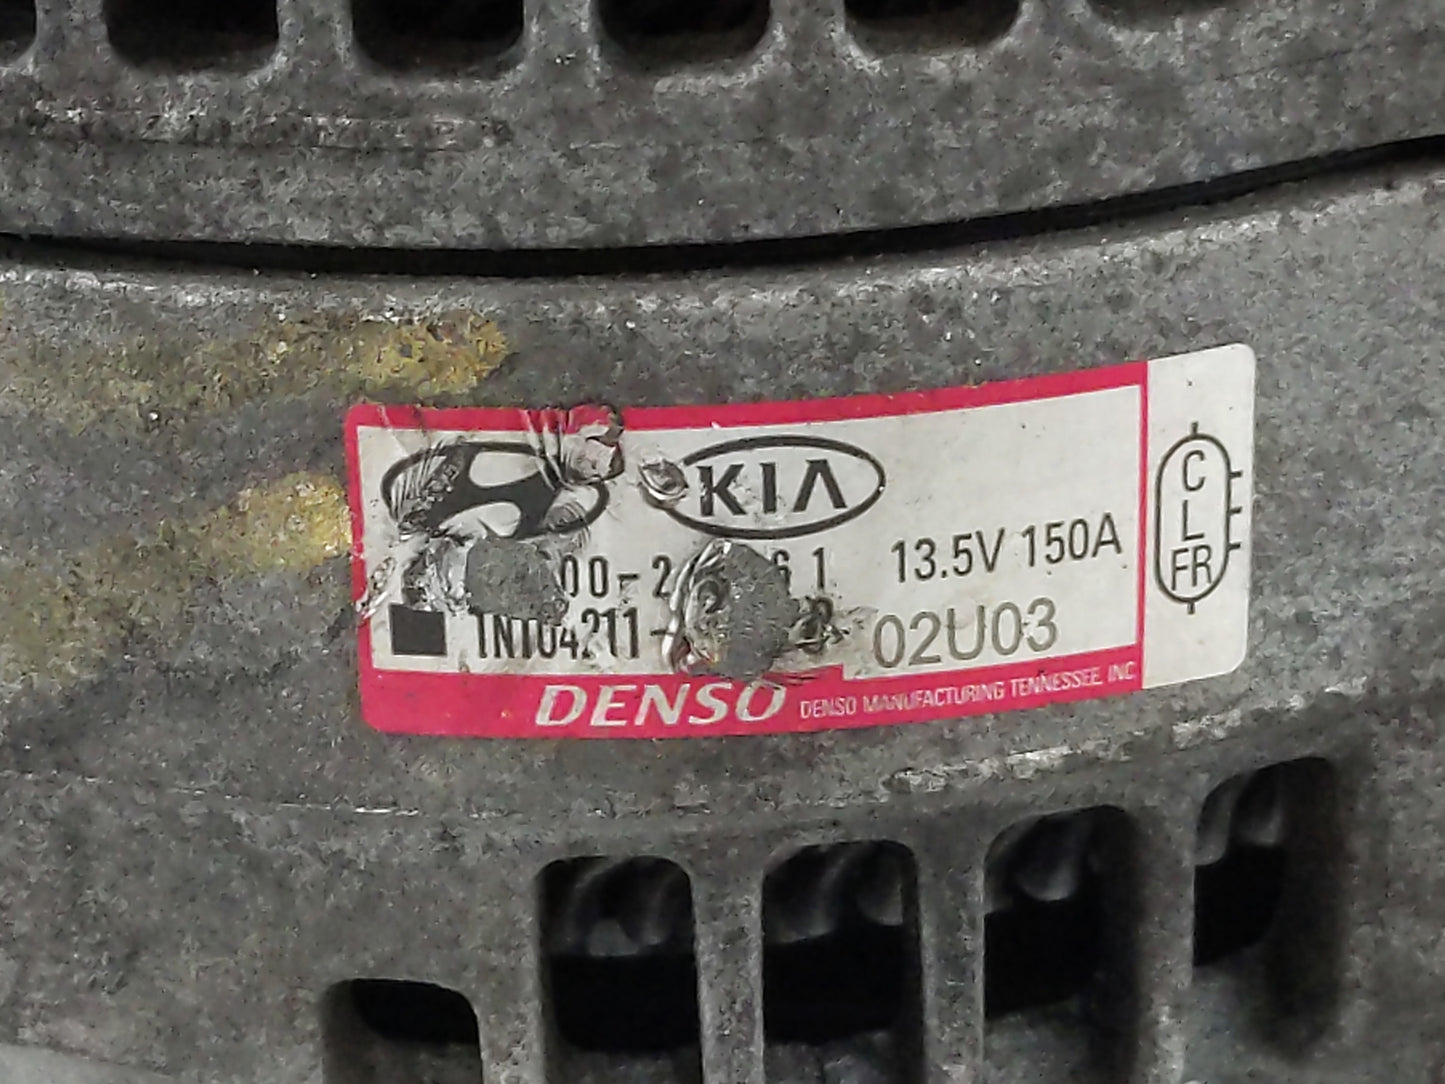 KIA
13.5V 150A
02U03
DENSO DENSO MANUFACTURING TENNESSEE, INC
C
L
FR